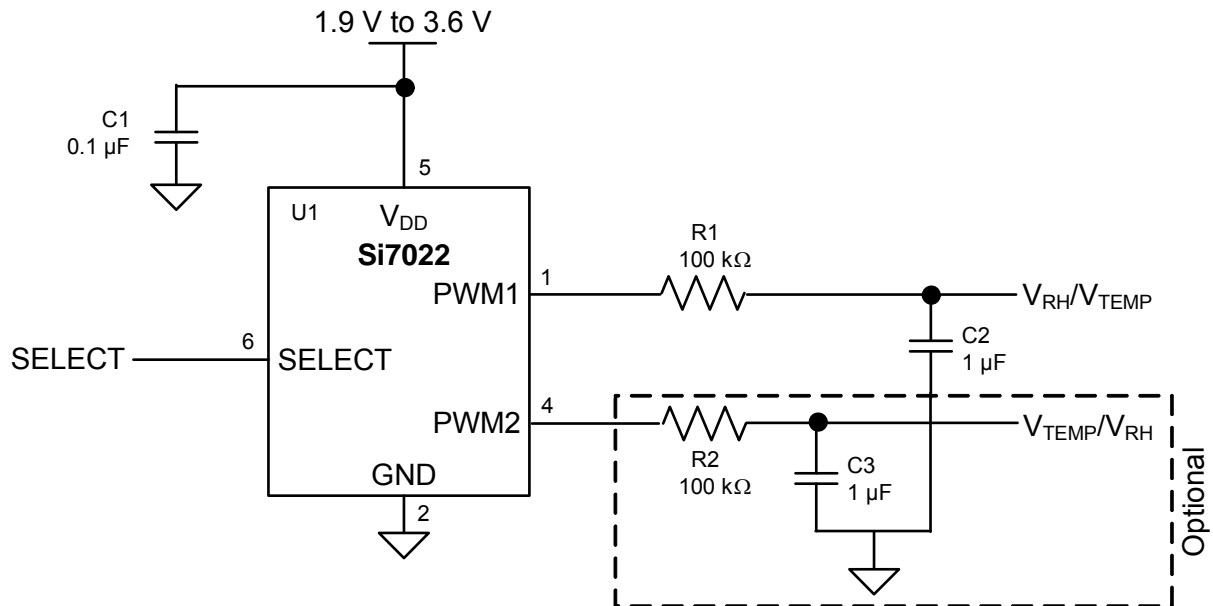 1.9 V to 3.6 V
C1
0.1 µF
5
U1
VDD
Si7022
R1
100 kΩ
PWM1
1
VRH/VTEMP
C2
1 µF
SELECT
6
SELECT
PWM2
4
VTEMP/VRH
R2
100 kΩ
C3
1 µF
GND
2
Optional